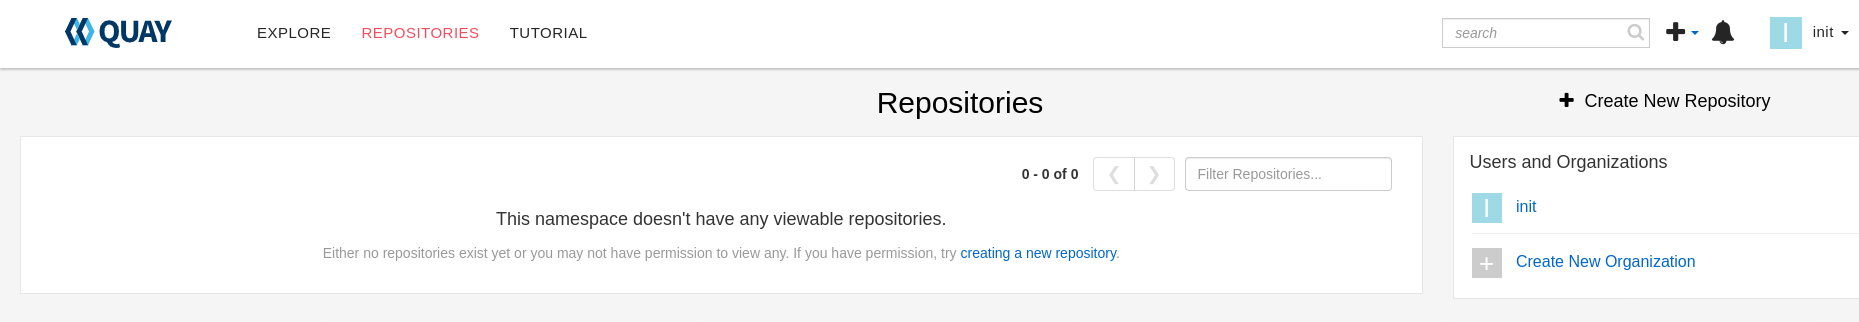 QUAY EXPLORE REPOSITORIES TUTORIAL search I init
Repositories
Create New Repository
0 - 0 of 0 Filter Repositories...
This namespace doesn't have any viewable repositories.
Either no repositories exist yet or you may not have permission to view any. If you have permission, try creating a new repository.
Users and Organizations
I init
Create New Organization